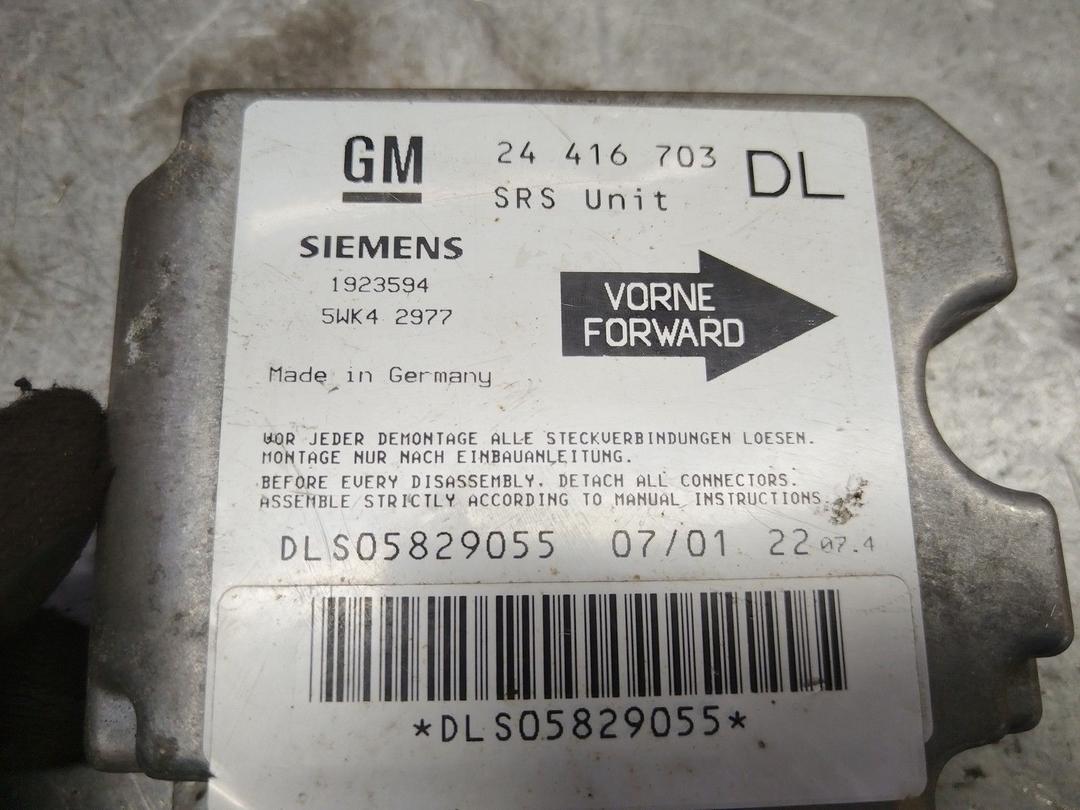 GM 24 416 703 DL
SRS Unit
SIEMENS
1923594
5WK4 2977
VORNE
FORWARD
Made in Germany
VOR JEDER DEMONTAGE ALLE STECKVERBINDUNGEN LOESEN.
MONTAGE NUR NACH EINBAUANLEITUNG.
BEFORE EVERY DISASSEMBLY, DETACH ALL CONNECTORS.
ASSEMBLE STRICTLY ACCORDING TO MANUAL INSTRUCTIONS.
DLS05829055 07/01 22 07.4
*DLS05829055*